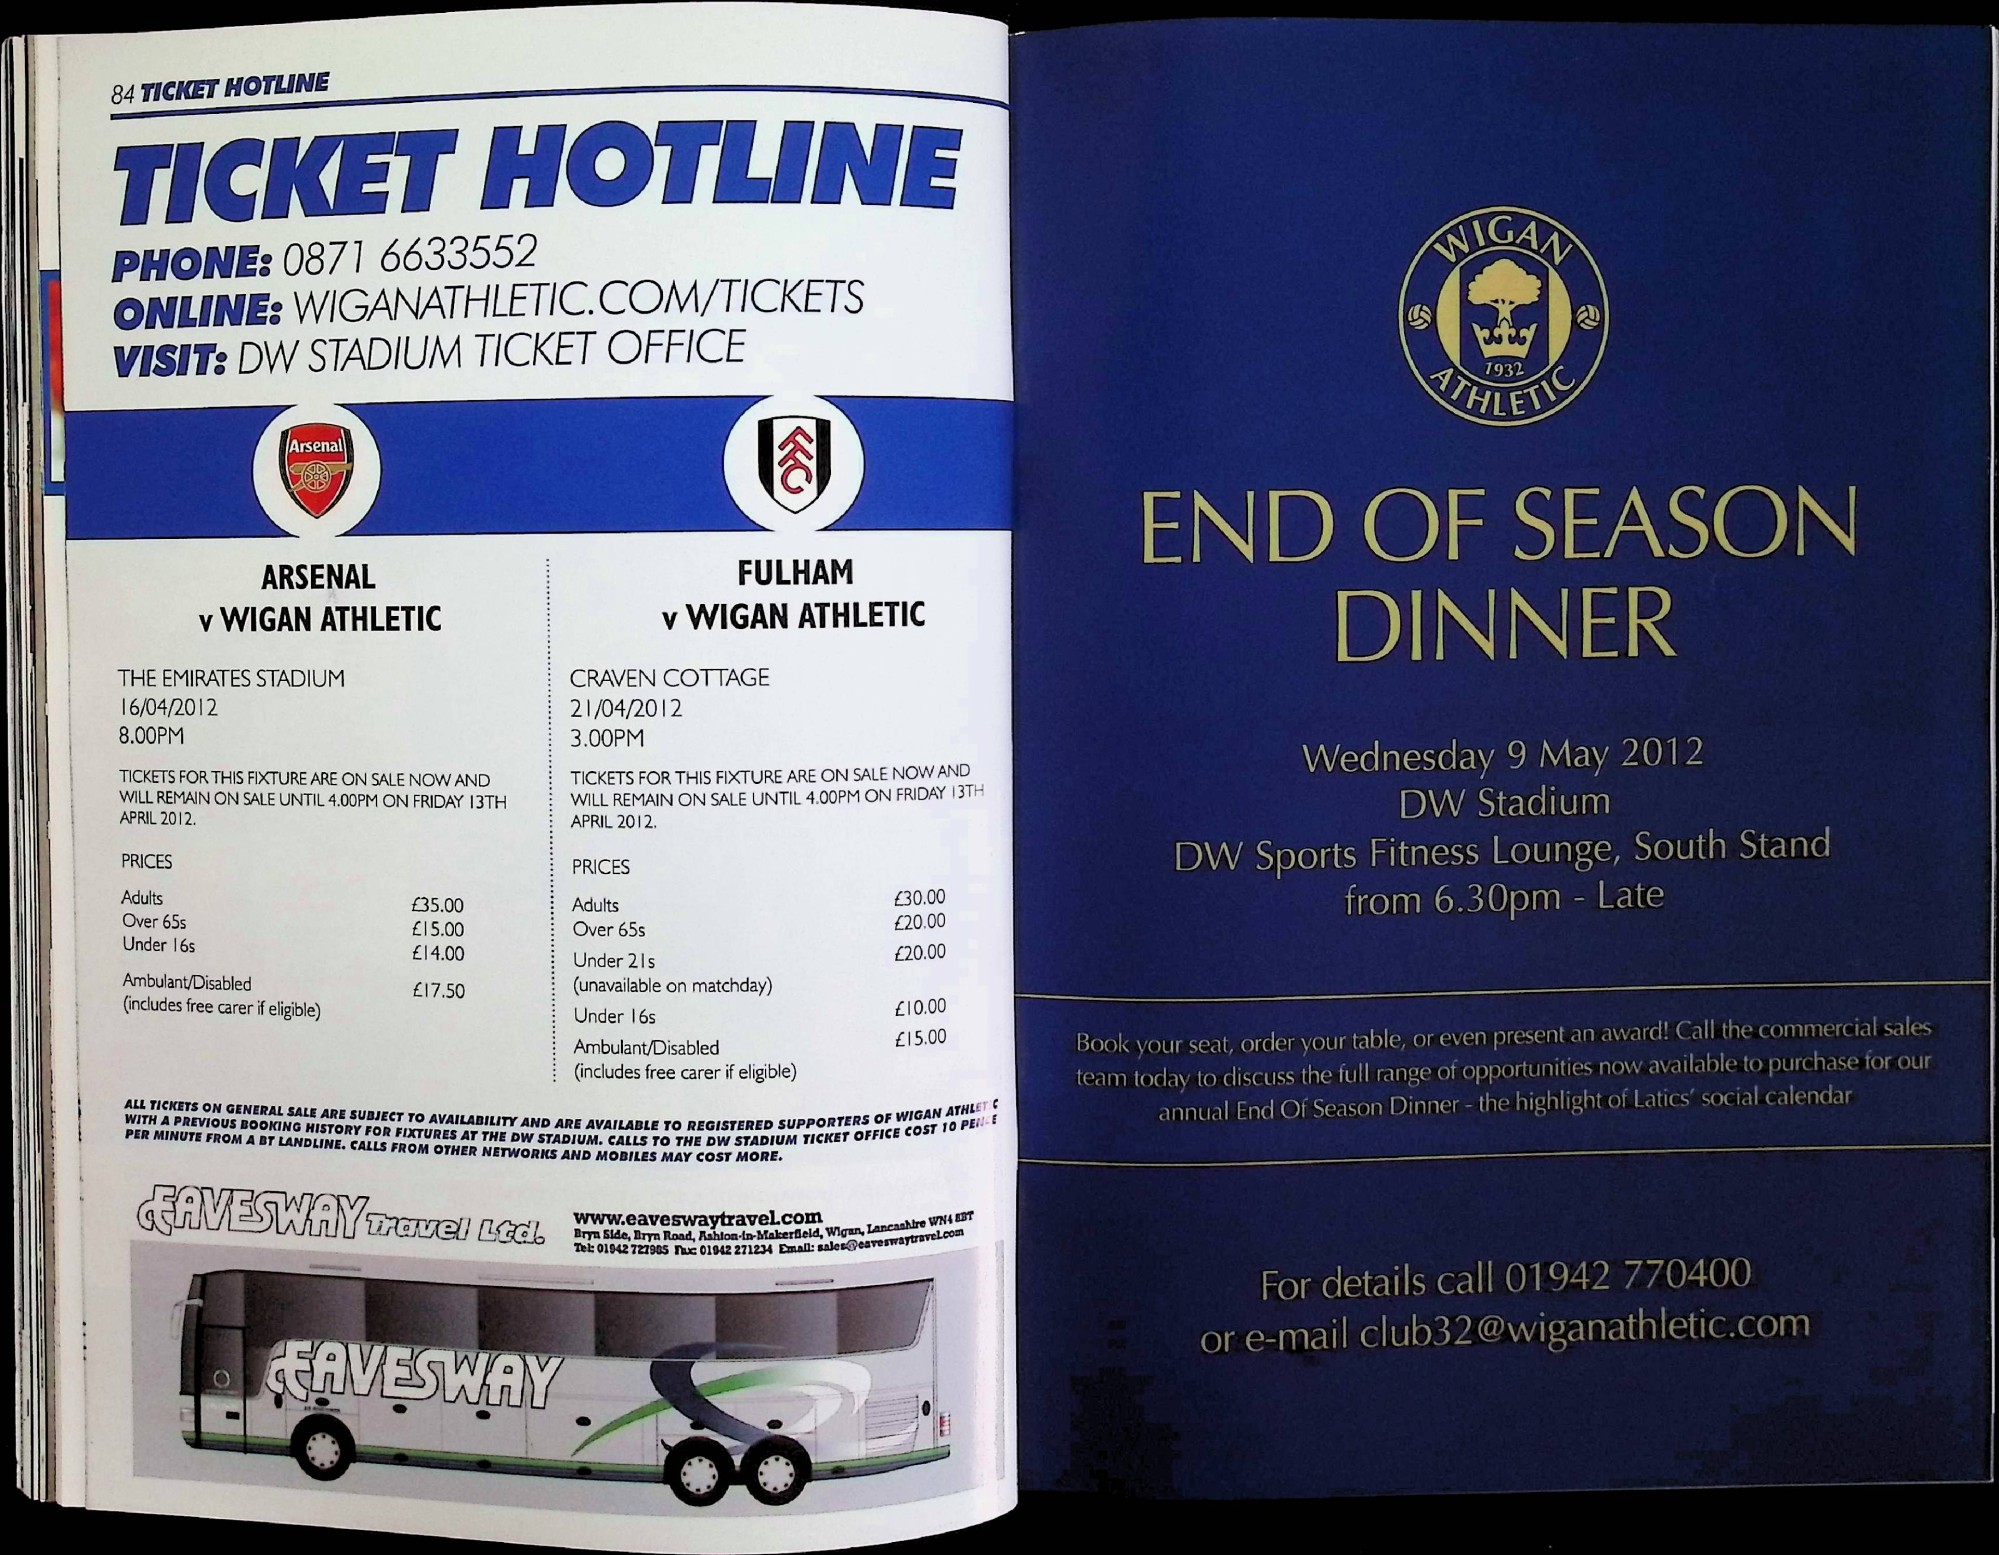 84 TICKET HOTLINE
TICKET HOTLINE
PHONE: 0871 6633552
ONLINE: WIGANATHLETIC.COM/TICKETS
VISIT: DW STADIUM TICKET OFFICE
Arsenal
FFC
ARSENAL
v WIGAN ATHLETIC
THE EMIRATES STADIUM
16/04/2012
8.00PM
TICKETS FOR THIS FIXTURE ARE ON SALE NOW AND
WILL REMAIN ON SALE UNTIL 4.00PM ON FRIDAY 13TH
APRIL 2012.
PRICES
Adults £35.00
Over 65s £15.00
Under 16s £14.00
Ambulant/Disabled £17.50
(includes free carer if eligible)
FULHAM
v WIGAN ATHLETIC
CRAVEN COTTAGE
21/04/2012
3.00PM
TICKETS FOR THIS FIXTURE ARE ON SALE NOW AND
WILL REMAIN ON SALE UNTIL 4.00PM ON FRIDAY 13TH
APRIL 2012.
PRICES
Adults £30.00
Over 65s £20.00
Under 21s £20.00
(unavailable on matchday)
Under 16s £10.00
Ambulant/Disabled £15.00
(includes free carer if eligible)
ALL TICKETS ON GENERAL SALE ARE SUBJECT TO AVAILABILITY AND ARE AVAILABLE TO REGISTERED SUPPORTERS OF WIGAN ATHLETIC
WITH A PREVIOUS BOOKING HISTORY FOR FIXTURES AT THE DW STADIUM. CALLS TO THE DW STADIUM TICKET OFFICE COST 10 PENCE
PER MINUTE FROM A BT LANDLINE. CALLS FROM OTHER NETWORKS AND MOBILES MAY COST MORE.
EAVESWAY Travel Ltd.
www.eaveswaytravel.com
Bryn Side, Bryn Road, Ashton-in-Makerfield, Wigan, Lancashire WN4 8BT
Tel: 01942 727985 Fax: 01942 271234 Email: sales@eaveswaytravel.com
EAVESWAY
WIGAN
1932
ATHLETIC
END OF SEASON
DINNER
Wednesday 9 May 2012
DW Stadium
DW Sports Fitness Lounge, South Stand
from 6.30pm - Late
Book your seat, order your table, or even present an award! Call the commercial sales
team today to discuss the full range of opportunities now available to purchase for our
annual End Of Season Dinner - the highlight of Latics' social calendar
For details call 01942 770400
or e-mail club32@wiganathletic.com